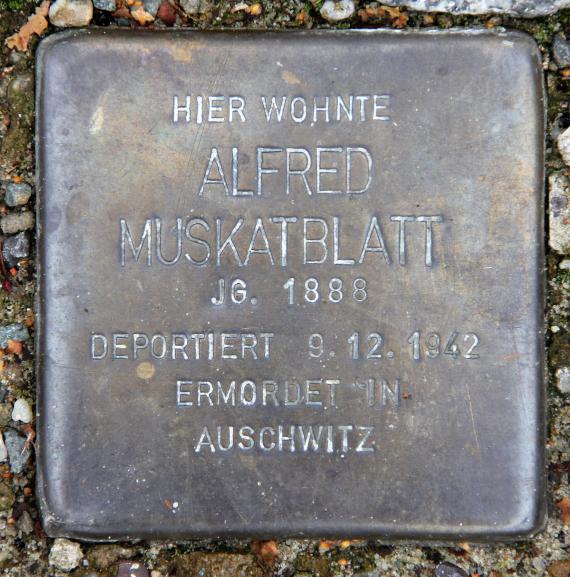 HIER WOHNTE
ALFRED
MUSKATBLATT
JG. 1888
DEPORTIERT 9.12.1942
ERMORDET IN
AUSCHWITZ